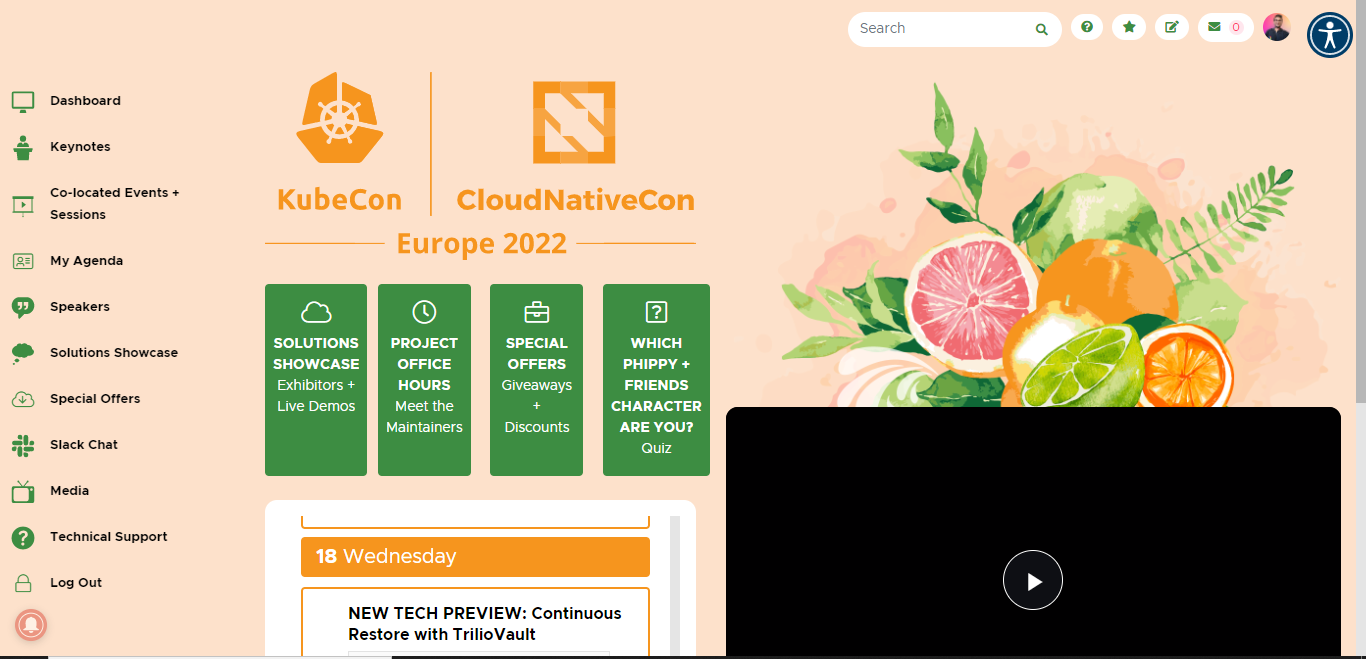 Search
0
Dashboard
Keynotes
Co-located Events +
Sessions
My Agenda
Speakers
Solutions Showcase
Special Offers
Slack Chat
Media
Technical Support
Log Out
KubeCon
CloudNativeCon
Europe 2022
SOLUTIONS
SHOWCASE
Exhibitors +
Live Demos
PROJECT
OFFICE
HOURS
Meet the
Maintainers
SPECIAL
OFFERS
Giveaways
+
Discounts
WHICH
PHIPPY +
FRIENDS
CHARACTER
ARE YOU?
Quiz
18 Wednesday
NEW TECH PREVIEW: Continuous
Restore with TrilioVault